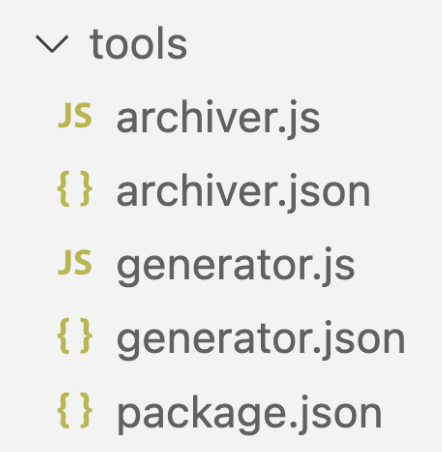 tools
JS archiver.js
{} archiver.json
JS generator.js
{} generator.json
{} package.json